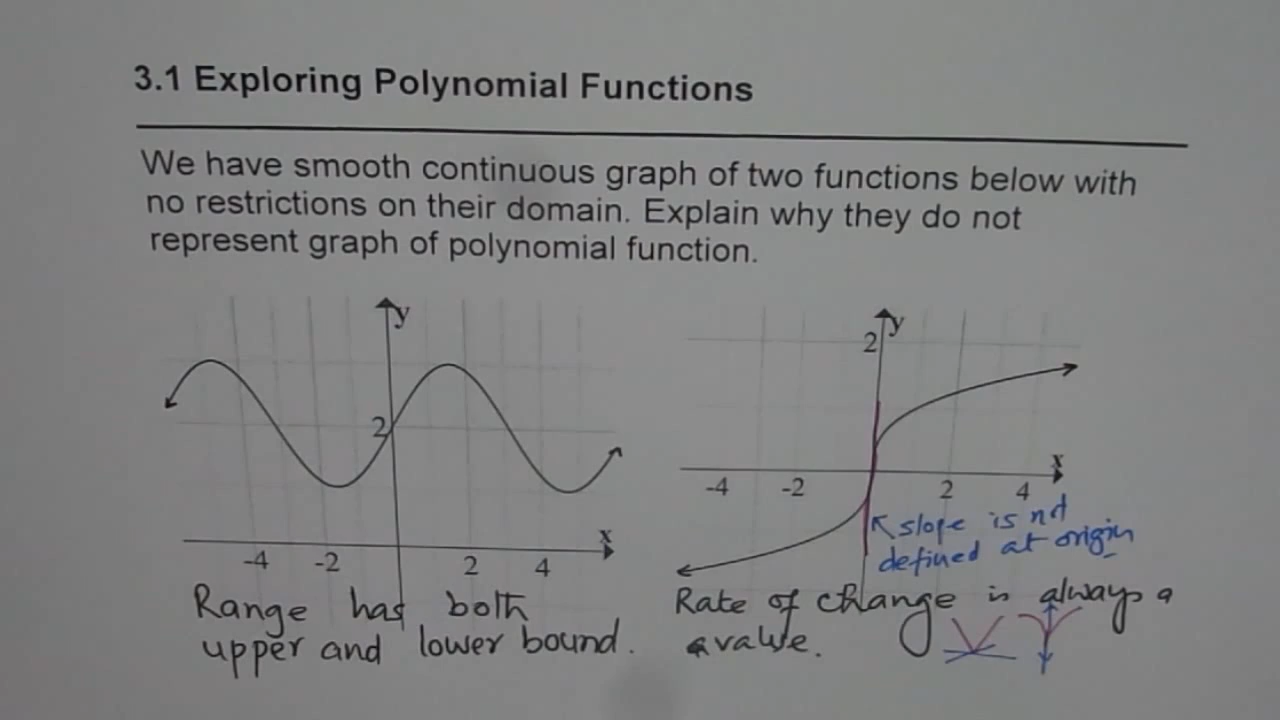 3.1 Exploring Polynomial Functions
We have smooth continuous graph of two functions below with
no restrictions on their domain. Explain why they do not
represent graph of polynomial function.
y
2
x
-4 -2 2 4
Range has both
upper and lower bound.
y
2
x
-4 -2 2 4
slope is not
defined at origin
Rate of change is always a
a value.